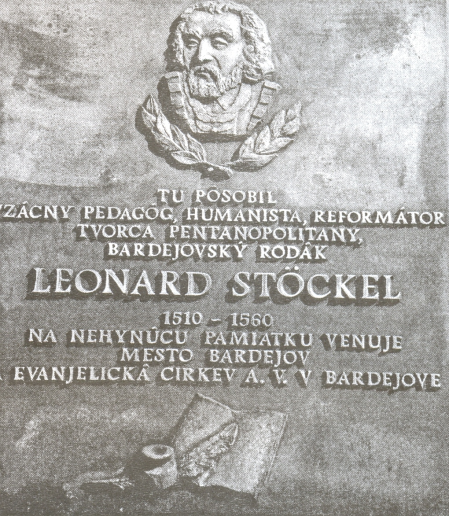 TU PÔSOBIL
VZÁCNY PEDAGÓG, HUMANISTA, REFORMÁTOR
TVORCA PENTANOPOLITANY,
BARDEJOVSKÝ RODÁK
LEONARD STÖCKEL
1510 - 1560
NA NEHYNÚCU PAMIATKU VENUJE
MESTO BARDEJOV
A EVANJELICKÁ CIRKEV A. V. V BARDEJOVE